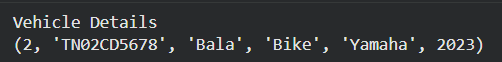 Vehicle Details
(2, 'TN02CD5678', 'Bala', 'Bike', 'Yamaha', 2023)